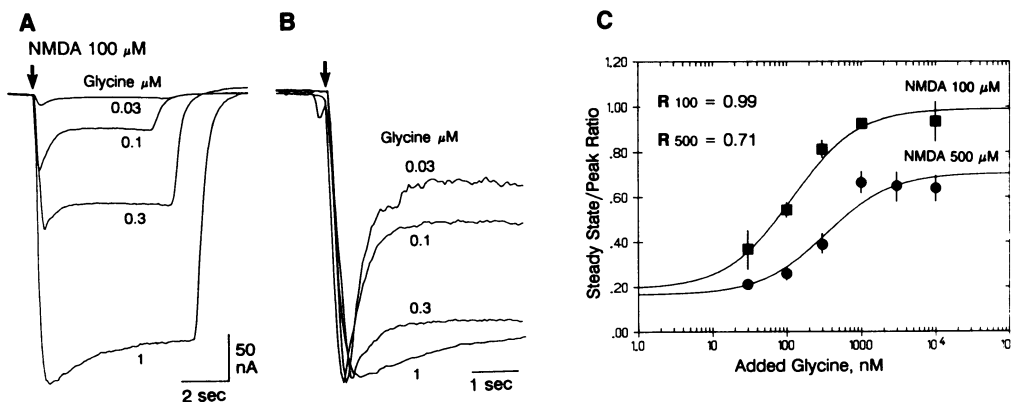 A
NMDA 100 μM
Glycine μM
0.03
0.1
0.3
1
50
nA
2 sec
B
Glycine μM
0.03
0.1
0.3
1
1 sec
C
Steady State/Peak Ratio
1.00
.80
.60
.40
.20
.00
R 100 = 0.99
R 500 = 0.71
NMDA 100 μM
NMDA 500 μM
1.0 10 100 1000 10⁴ 10⁵
Added Glycine, nM